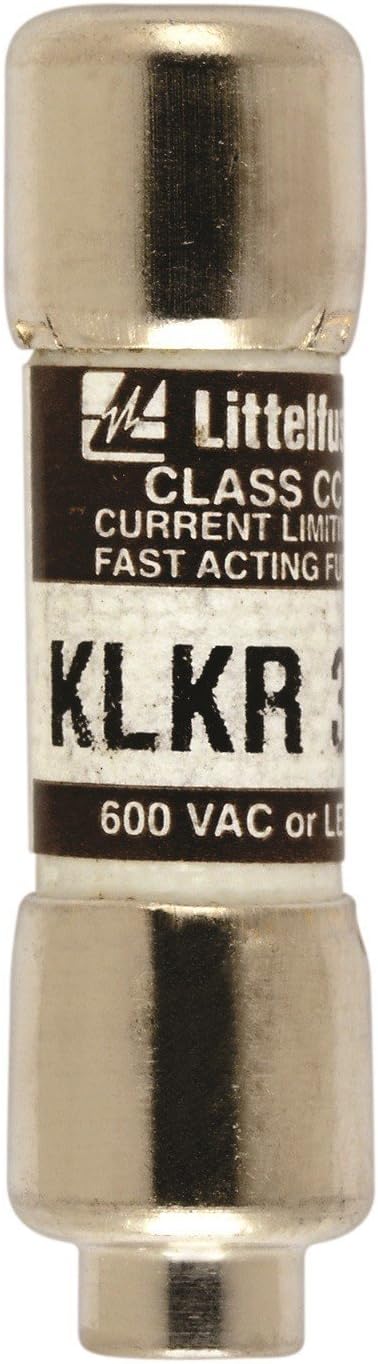 Littelfus
CLASS CC
CURRENT LIMITI
FAST ACTING FU
KLKR 3
600 VAC or LE